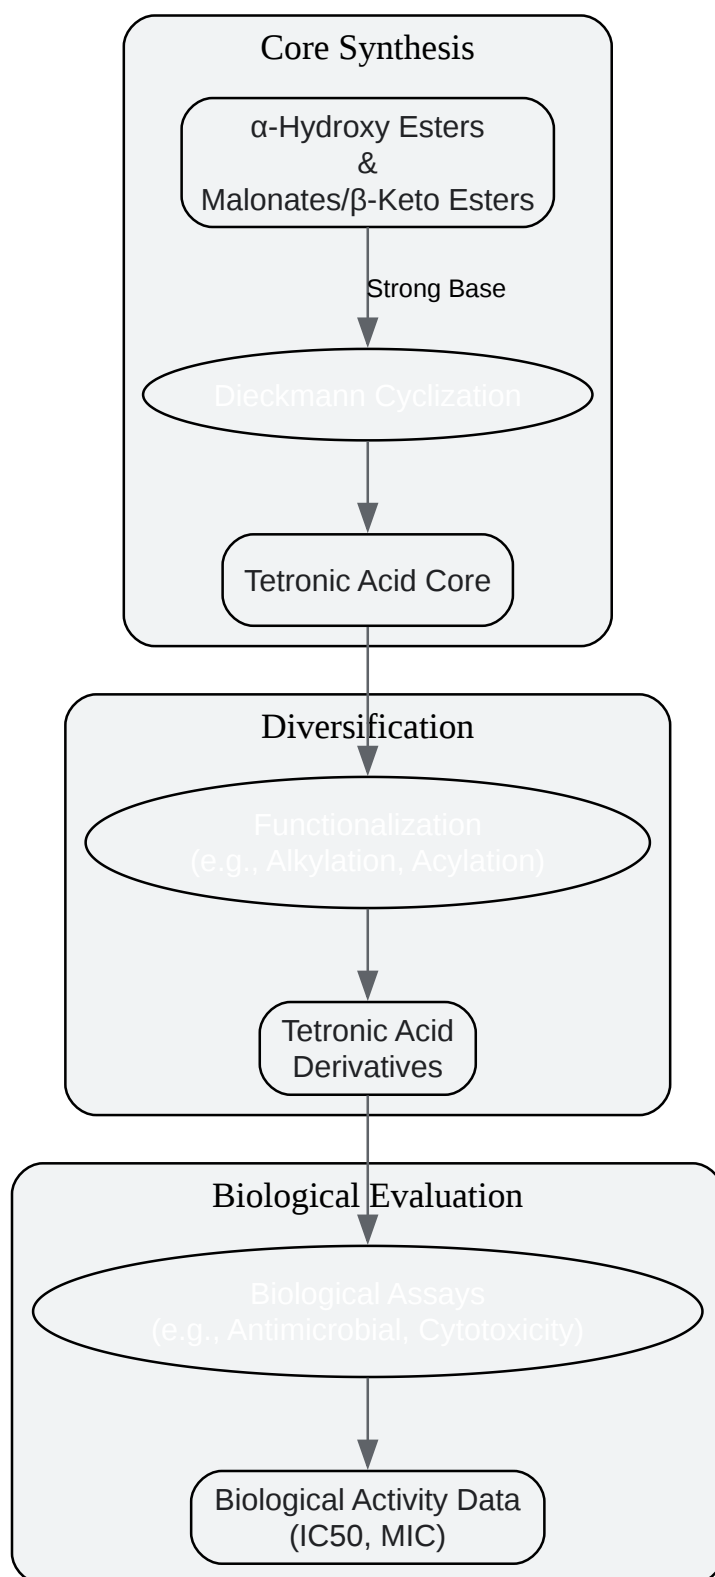 Core Synthesis
α-Hydroxy Esters
&
Malonates/β-Keto Esters
Strong Base
Dieckmann Cyclization
Tetronic Acid Core
Diversification
Functionalization
(e.g., Alkylation, Acylation)
Tetronic Acid
Derivatives
Biological Evaluation
Biological Assays
(e.g., Antimicrobial, Cytotoxicity)
Biological Activity Data
(IC50, MIC)